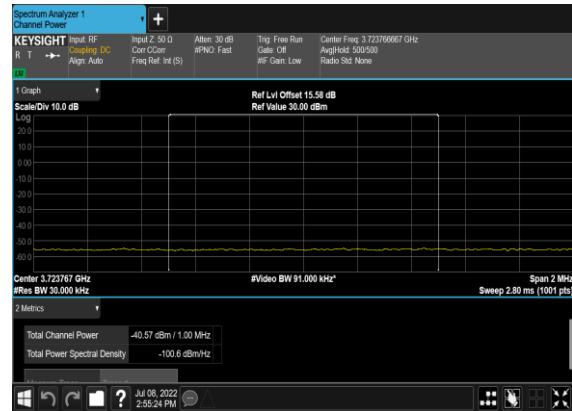 Spectrum Analyzer 1
Channel Power
+
KEYSIGHT Input: RF Input Z: 50 Ω Atten: 30 dB Trig: Free Run Center Freq: 3.723766667 GHz
R T Coupling: DC Corr CCorr #PNO: Fast Gate: Off Avg|Hold: 500/500
Align: Auto Freq Ref: Int (S) #IF Gain: Low Radio Std: None
1 Graph
Ref Lvl Offset 15.58 dB
Scale/Div 10.0 dB Ref Value 30.00 dBm
Log
20.0
10.0
0.00
-10.0
-20.0
-30.0
-40.0
-50.0
-60.0
Center 3.723767 GHz #Video BW 91.000 kHz* Span 2 MHz
#Res BW 30.000 kHz Sweep 2.80 ms (1001 pts)
2 Metrics
Total Channel Power -40.57 dBm / 1.00 MHz
Total Power Spectral Density -100.6 dBm/Hz
? Jul 08, 2022
2:55:24 PM